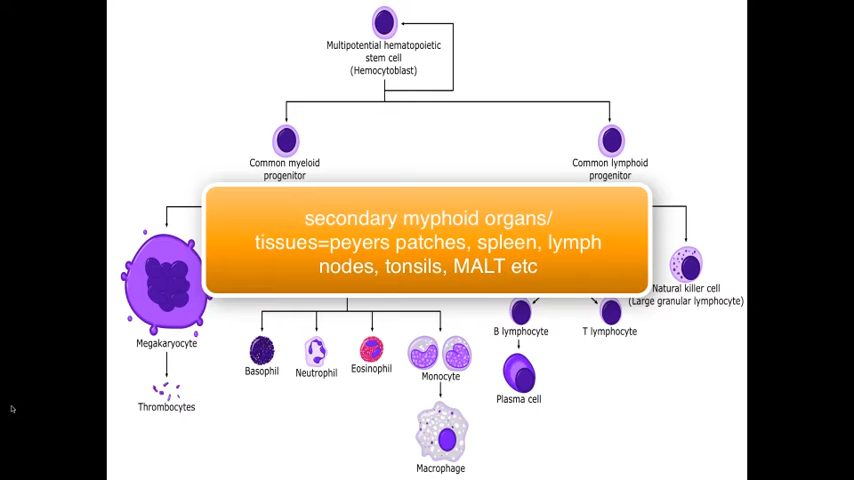 Multipotential hematopoietic
stem cell
(Hemocytoblast)
Common myeloid
progenitor
Common lymphoid
progenitor
secondary myphoid organs/
tissues=peyers patches, spleen, lymph
nodes, tonsils, MALT etc
Natural killer cell
(Large granular lymphocyte)
Megakaryocyte
Thrombocytes
Basophil
Neutrophil
Eosinophil
Monocyte
B lymphocyte
T lymphocyte
Plasma cell
Macrophage